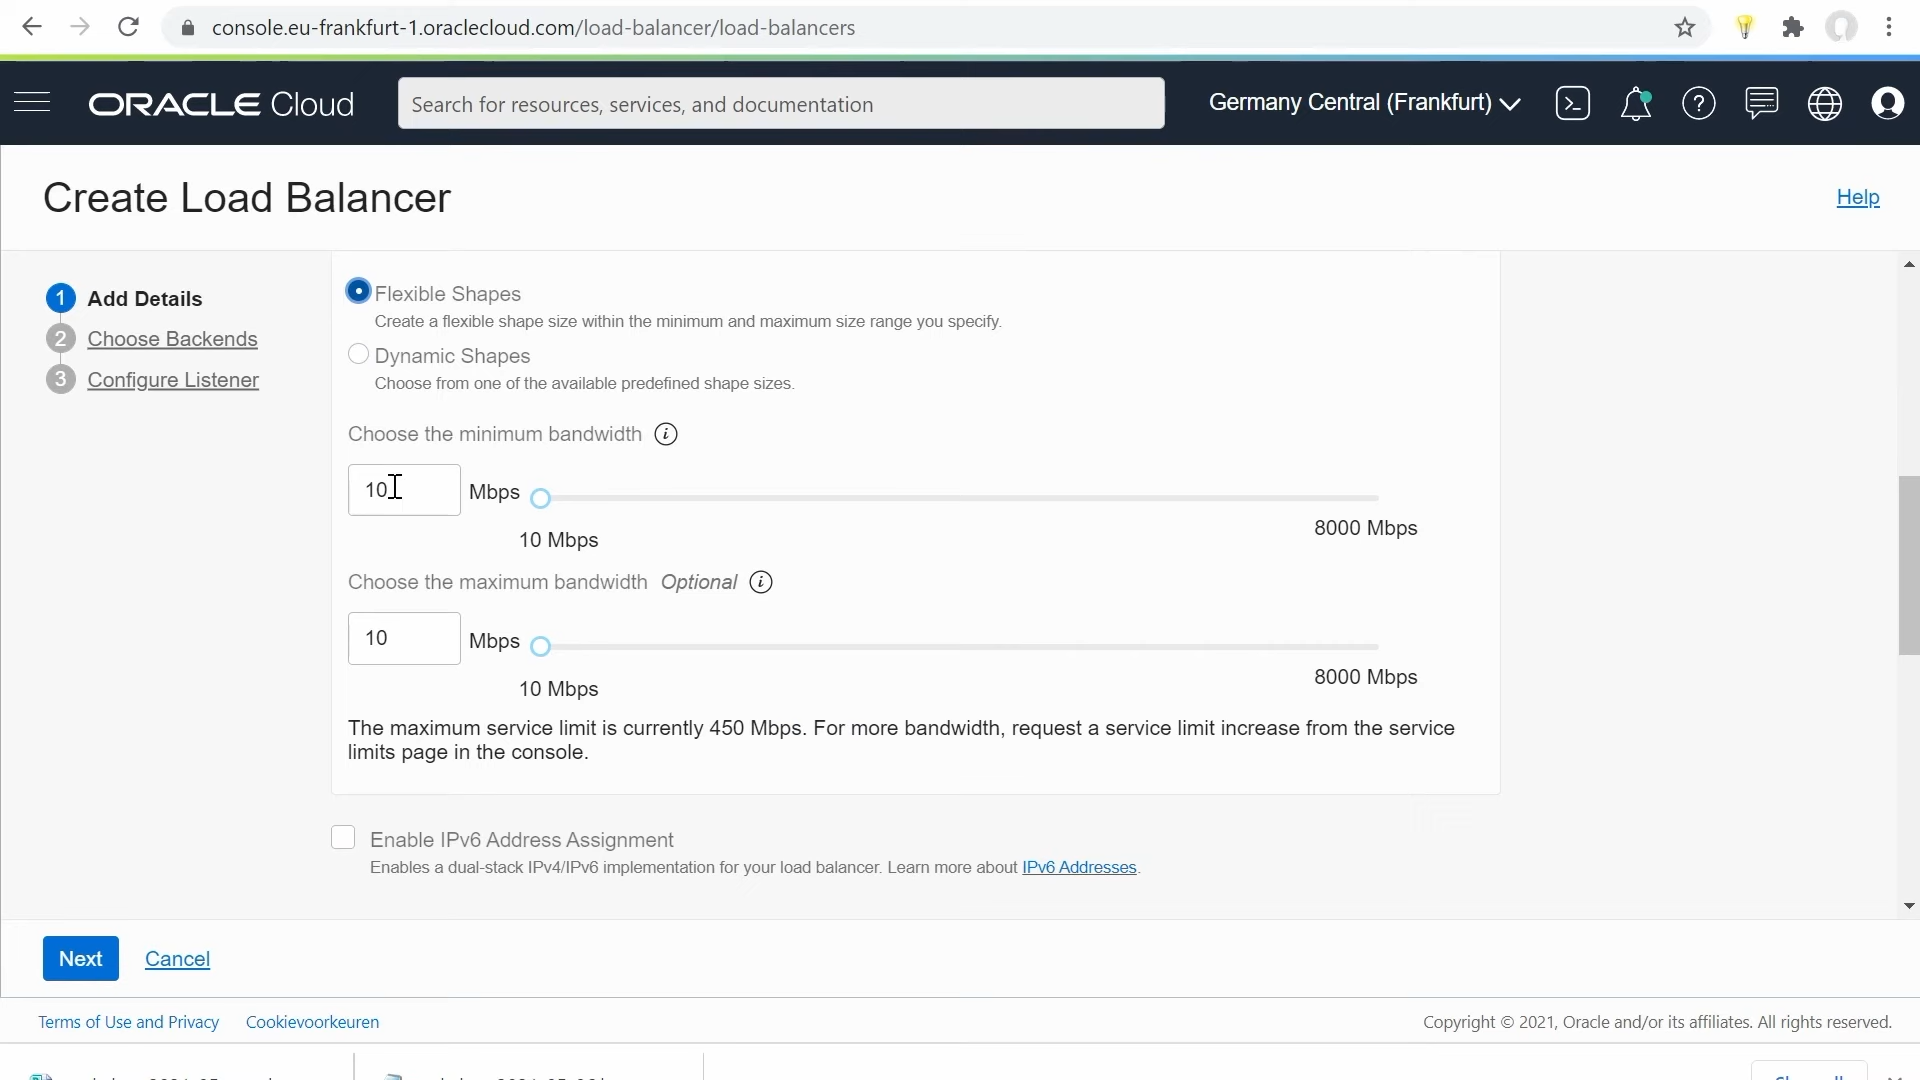 console.eu-frankfurt-1.oraclecloud.com/load-balancer/load-balancers
ORACLE Cloud
Search for resources, services, and documentation
Germany Central (Frankfurt)
Create Load Balancer
Help
1 Add Details
2 Choose Backends
3 Configure Listener
Flexible Shapes
Create a flexible shape size within the minimum and maximum size range you specify.
Dynamic Shapes
Choose from one of the available predefined shape sizes.
Choose the minimum bandwidth
10 Mbps
8000 Mbps
10 Mbps
Choose the maximum bandwidth Optional
10 Mbps
8000 Mbps
10 Mbps
The maximum service limit is currently 450 Mbps. For more bandwidth, request a service limit increase from the service
limits page in the console.
Enable IPv6 Address Assignment
Enables a dual-stack IPv4/IPv6 implementation for your load balancer. Learn more about IPv6 Addresses.
Next Cancel
Terms of Use and Privacy Cookievoorkeuren
Copyright © 2021, Oracle and/or its affiliates. All rights reserved.